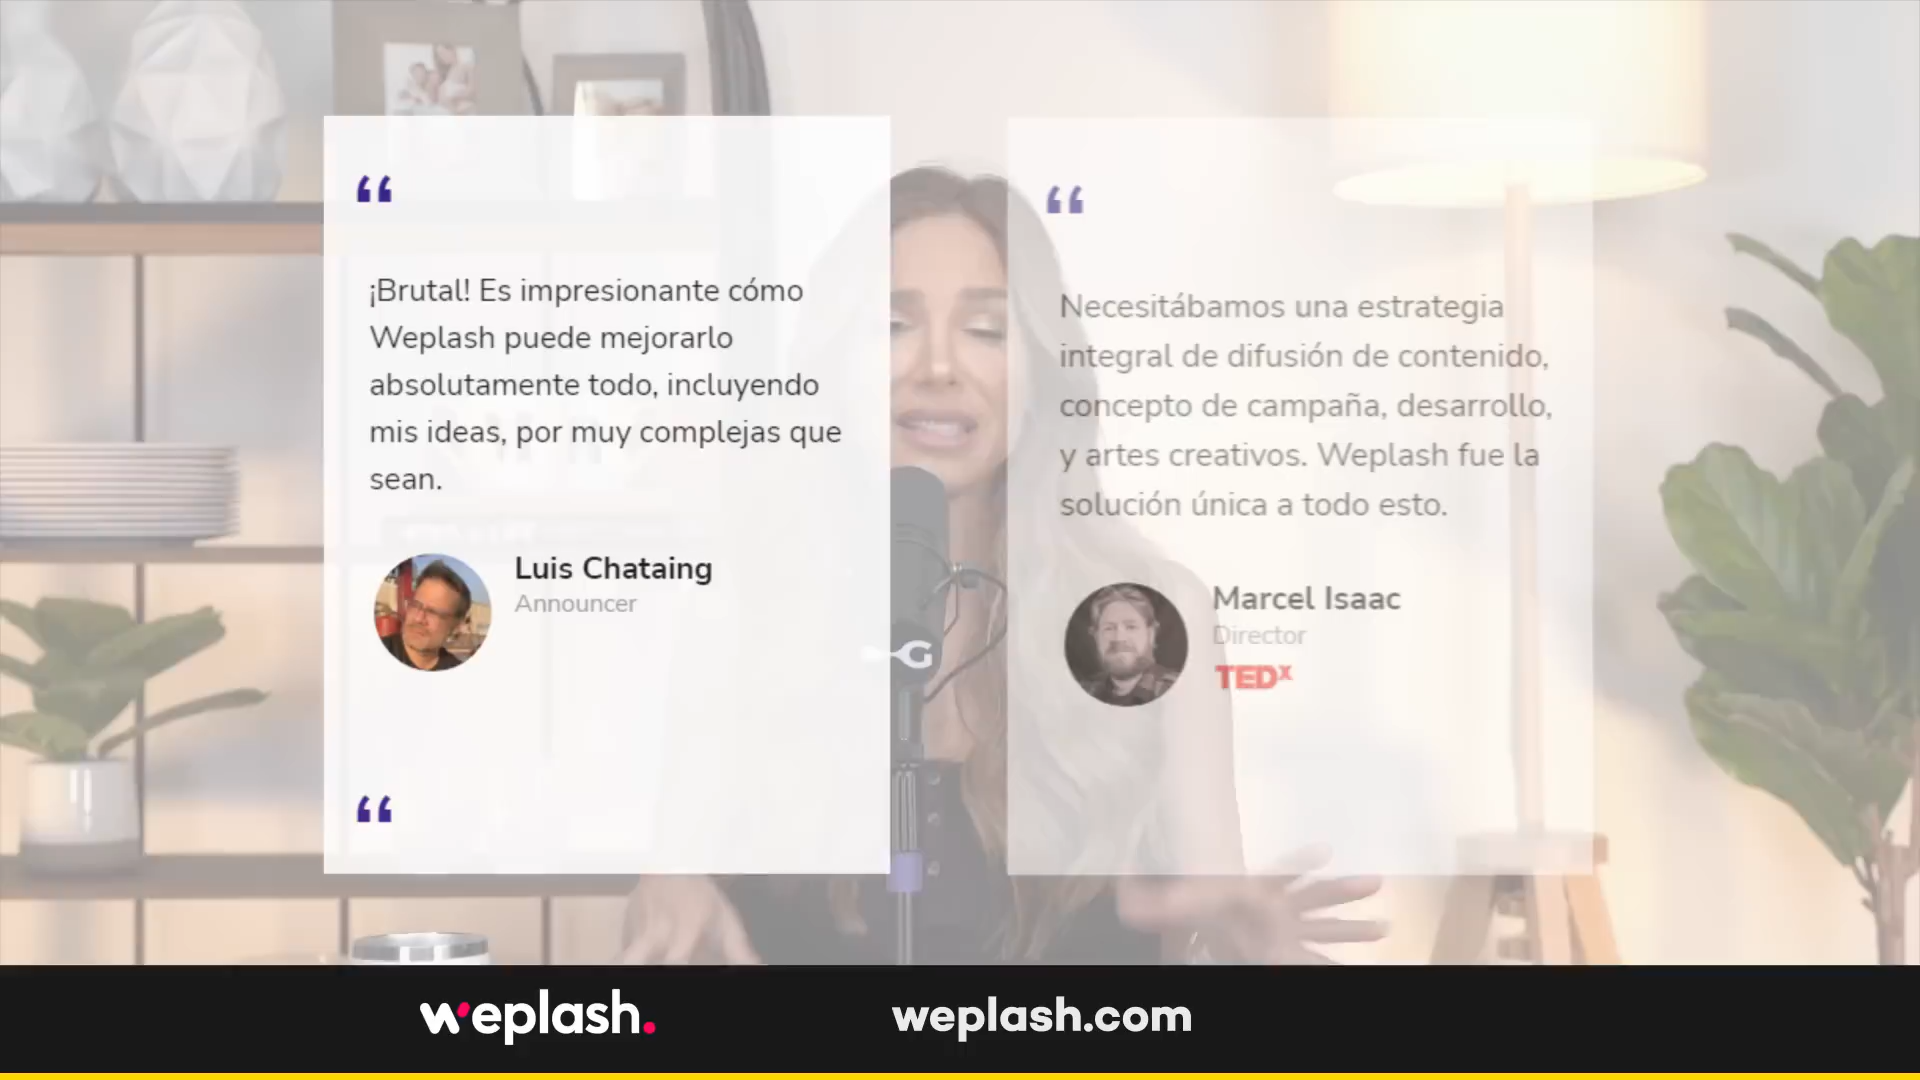 “
¡Brutal! Es impresionante cómo
Weplash puede mejorarlo
absolutamente todo, incluyendo
mis ideas, por muy complejas que
sean.
Luis Chataing
Announcer
“
“
Necesitábamos una estrategia
integral de difusión de contenido,
concepto de campaña, desarrollo,
y artes creativos. Weplash fue la
solución única a todo esto.
Marcel Isaac
Director
TEDx
G
weplash.
weplash.com